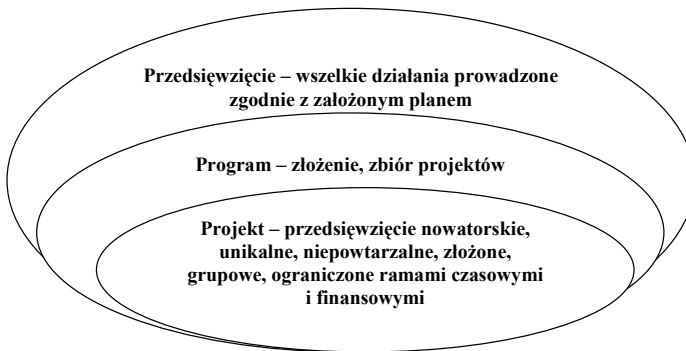 Przedsięwzięcie – wszelkie działania prowadzone
zgodnie z założonym planem
Program – złożenie, zbiór projektów
Projekt – przedsięwzięcie nowatorskie,
unikalne, niepowtarzalne, złożone,
grupowe, ograniczone ramami czasowymi
i finansowymi